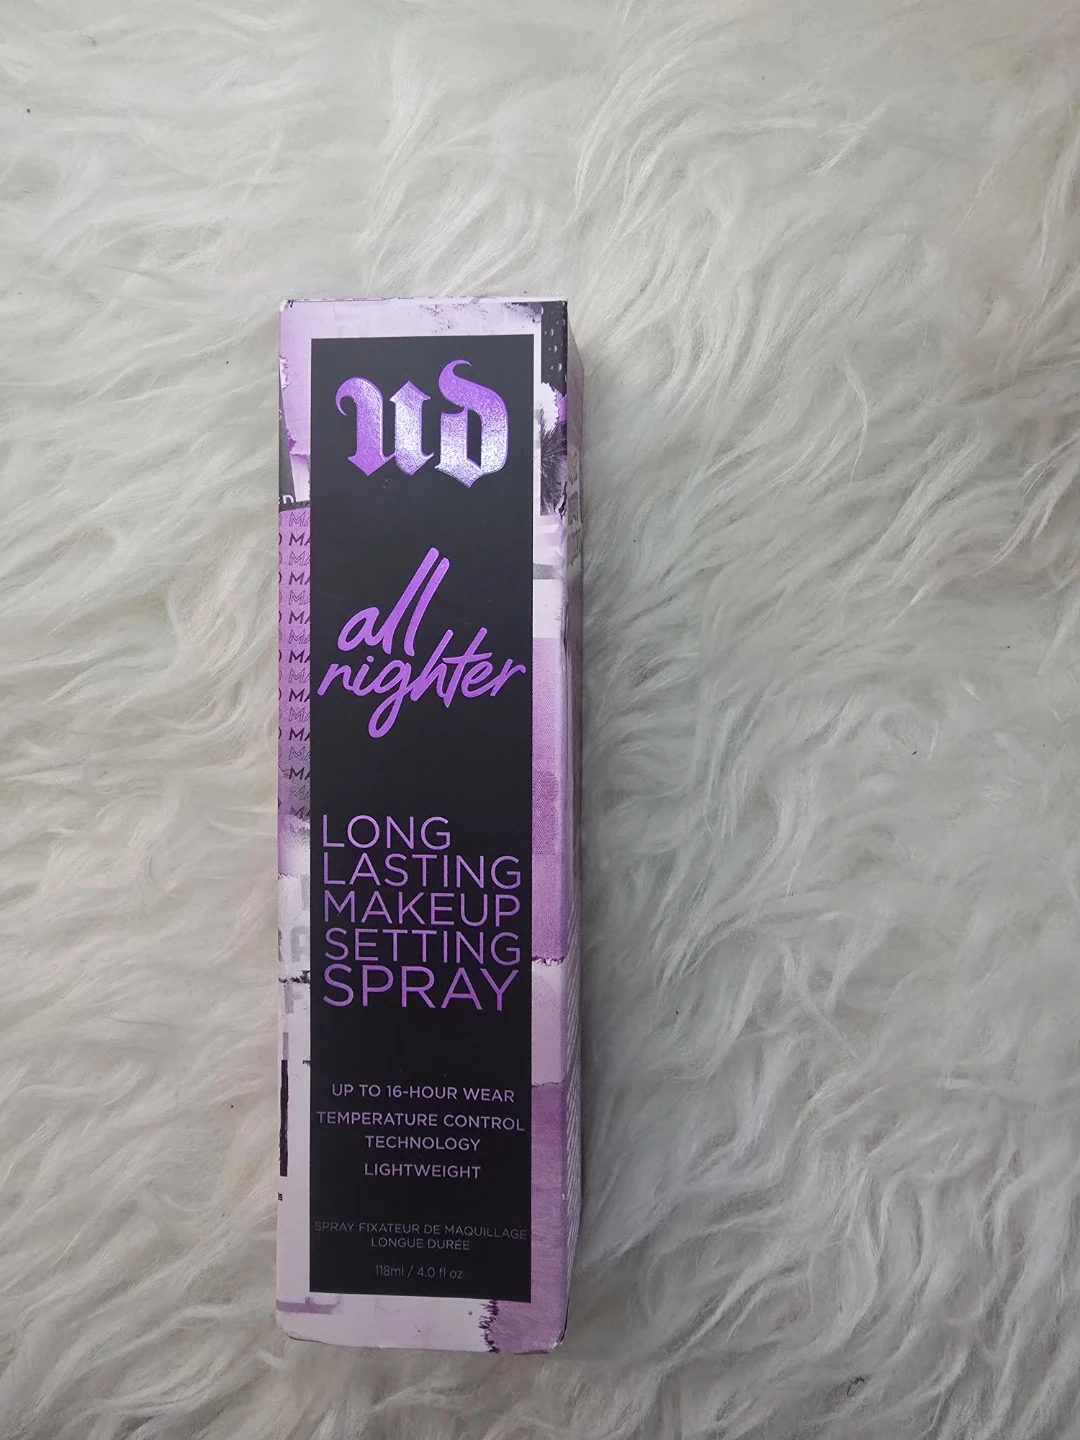 UD
all
nighter
LONG
LASTING
MAKEUP
SETTING
SPRAY
UP TO 16-HOUR WEAR
TEMPERATURE CONTROL
TECHNOLOGY
LIGHTWEIGHT
SPRAY FIXATEUR DE MAQUILLAGE
LONGUE DURÉE
118ml / 4.0 fl oz